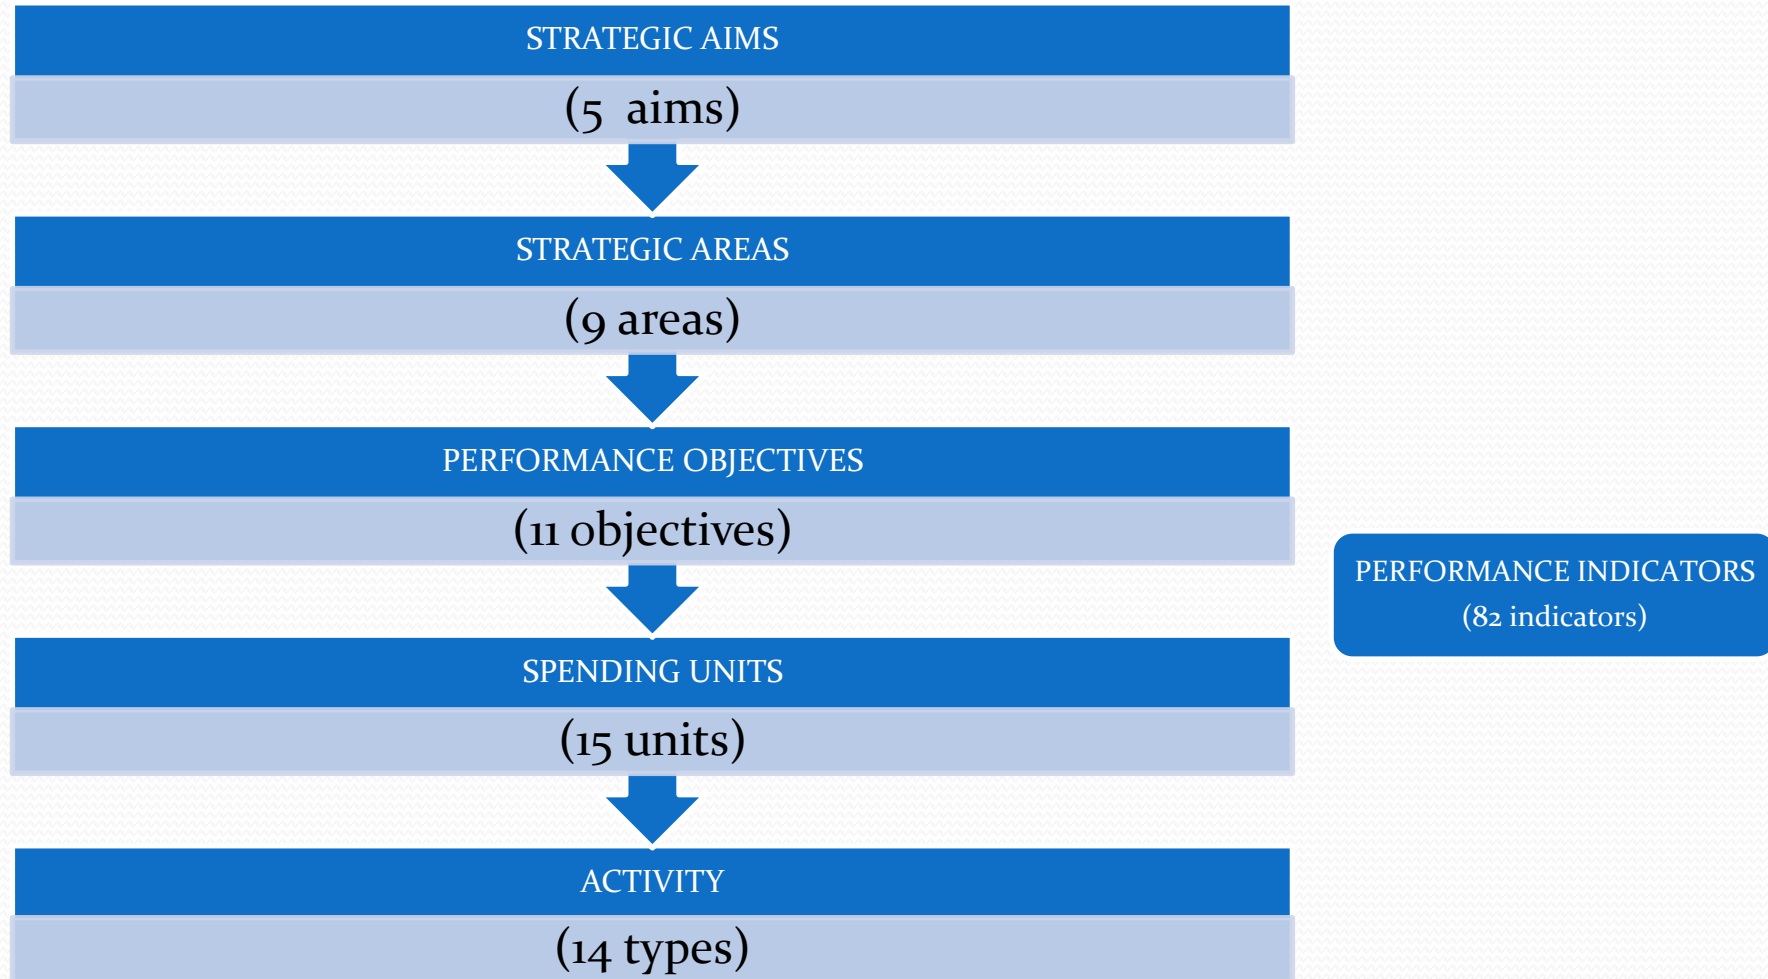 STRATEGIC AIMS
(5 aims)
STRATEGIC AREAS
(9 areas)
PERFORMANCE OBJECTIVES
(11 objectives)
PERFORMANCE INDICATORS
(82 indicators)
SPENDING UNITS
(15 units)
ACTIVITY
(14 types)